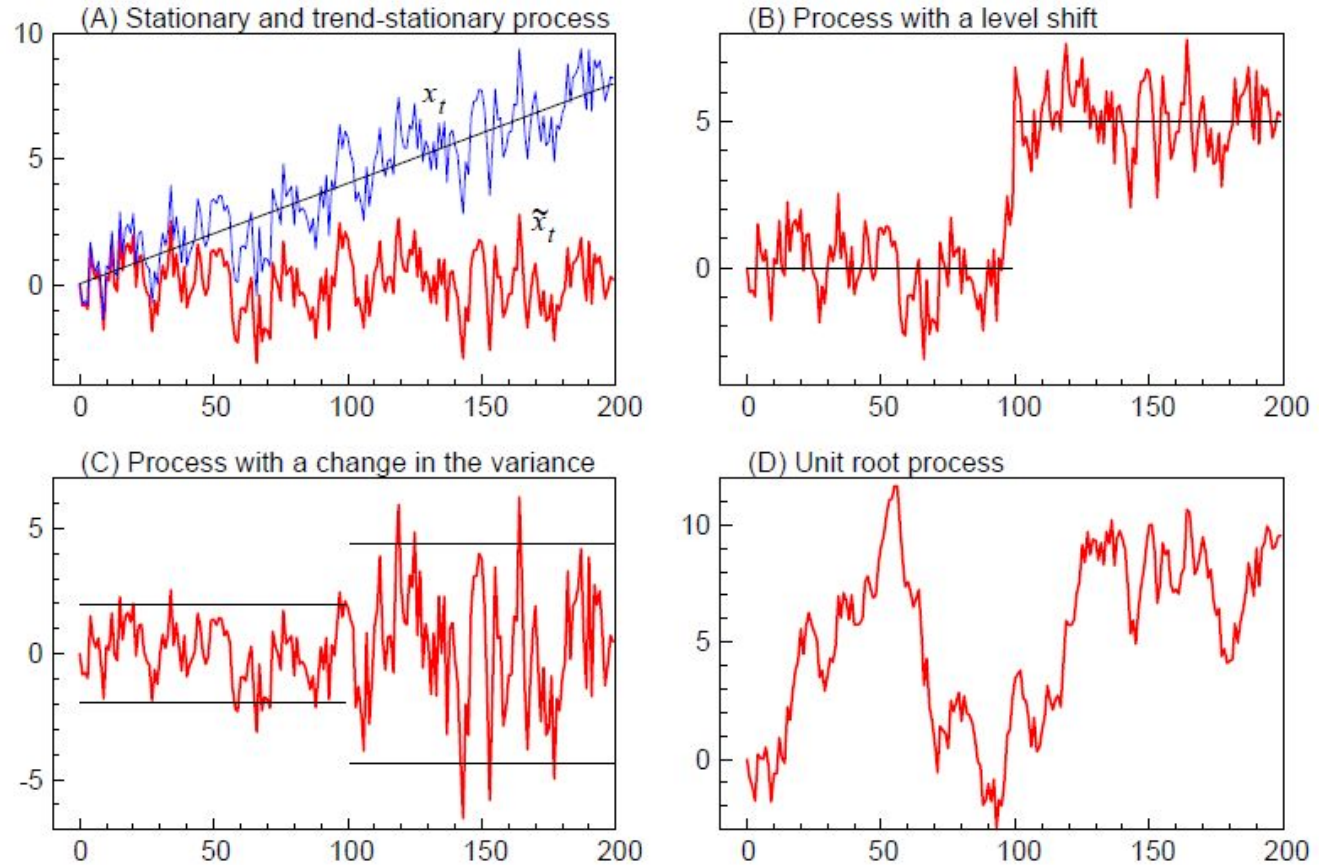 (A) Stationary and trend-stationary process
10
5
0
x_t
x̃_t
0 50 100 150 200
(B) Process with a level shift
5
0
0 50 100 150 200
(C) Process with a change in the variance
5
0
-5
0 50 100 150 200
(D) Unit root process
10
5
0
0 50 100 150 200